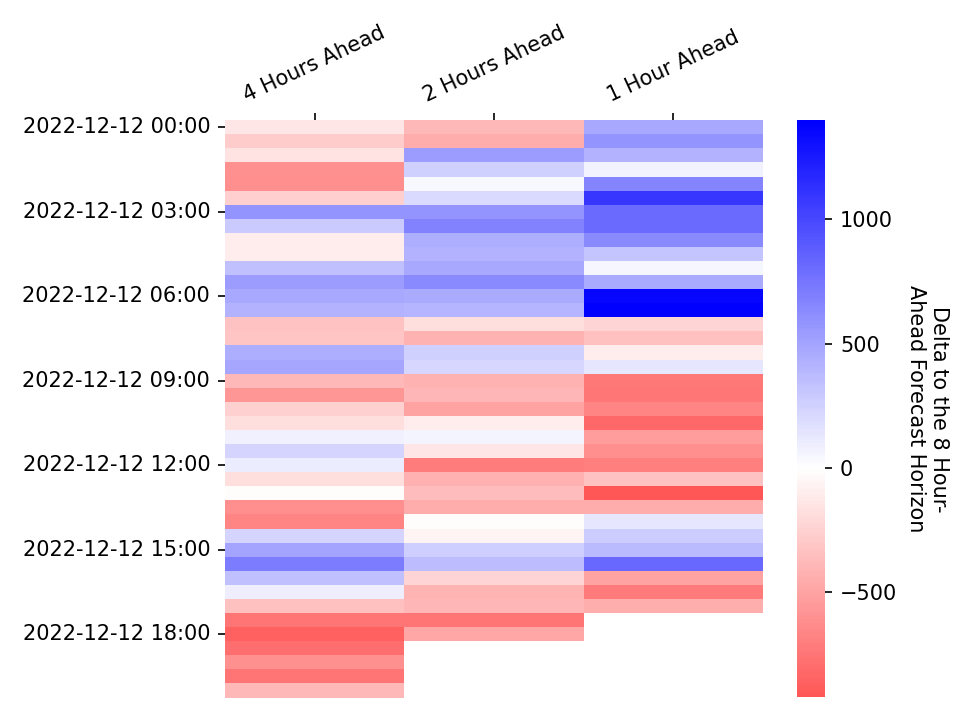 4 Hours Ahead
2 Hours Ahead
1 Hour Ahead
2022-12-12 00:00
2022-12-12 03:00
2022-12-12 06:00
2022-12-12 09:00
2022-12-12 12:00
2022-12-12 15:00
2022-12-12 18:00
1000
500
0
−500
Delta to the 8 Hour-
Ahead Forecast Horizon